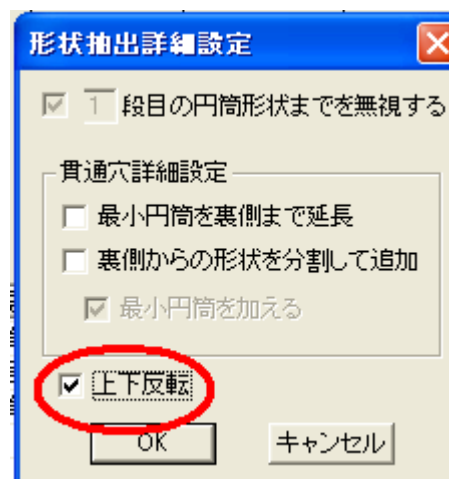 形状抽出詳細設定
1 段目の円筒形状までを無視する
貫通穴詳細設定
最小円筒を裏側まで延長
裏側からの形状を分割して追加
最小円筒を加える
上下反転
OK キャンセル